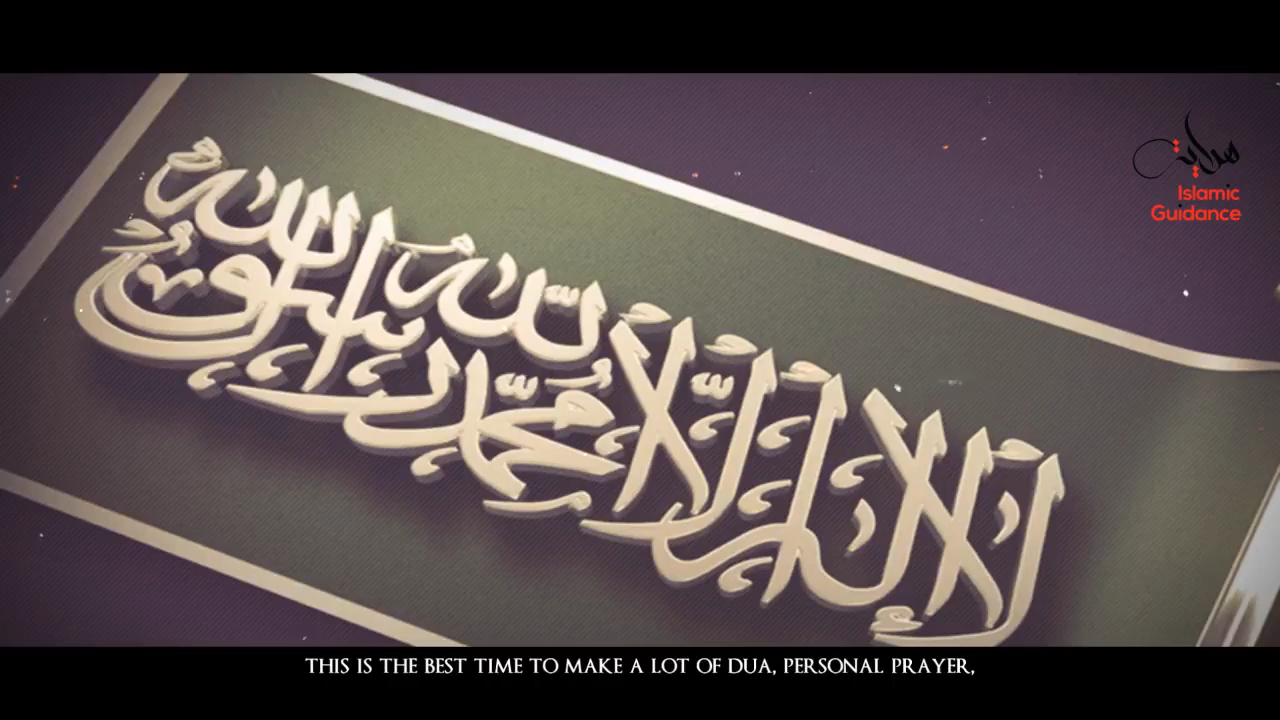 لا إله إلا الله محمد رسول الله
هداية
Islamic
Guidance
THIS IS THE BEST TIME TO MAKE A LOT OF DUA, PERSONAL PRAYER,